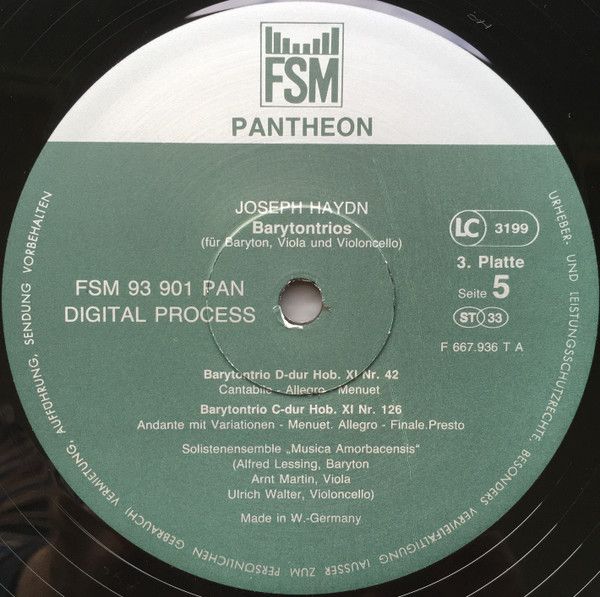 FSM
PANTHEON
JOSEPH HAYDN
Barytontrios
(für Baryton, Viola und Violoncello)
LC 3199
3. Platte
Seite 5
ST 33
F 667.936 T A
FSM 93 901 PAN
DIGITAL PROCESS
Barytontrio D-dur Hob. XI Nr. 42
Cantabile - Allegro - Menuet
Barytontrio C-dur Hob. XI Nr. 126
Andante mit Variationen - Menuet. Allegro - Finale.Presto
Solistenensemble „Musica Amorbacensis“
(Alfred Lessing, Baryton
Arnt Martin, Viola
Ulrich Walter, Violoncello)
Made in W.-Germany
URHEBER- UND LEISTUNGSSCHUTZRECHTE, BESONDERS VERVIELFÄLTIGUNG (AUSSER ZUM PERSÖNLICHEN GEBRAUCH) VERMIETUNG, AUFFÜHRUNG, SENDUNG VORBEHALTEN